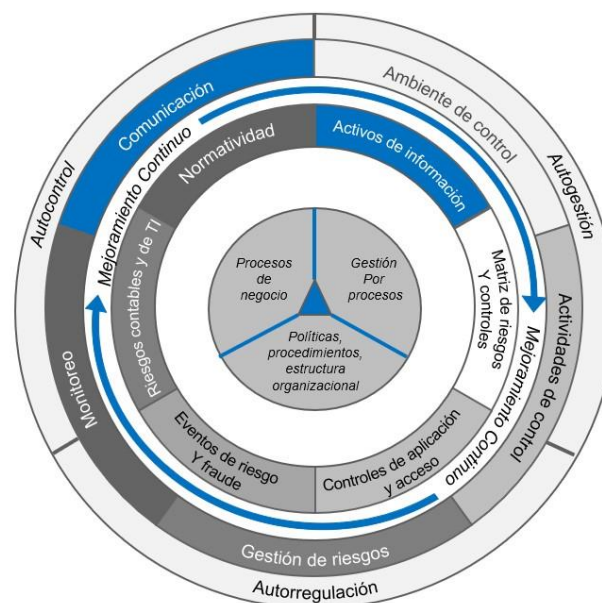 Autocontrol
Autogestión
Autorregulación
Comunicación
Ambiente de control
Actividades de control
Gestión de riesgos
Monitoreo
Mejoramiento Continuo
Mejoramiento Continuo
Normatividad
Activos de información
Matriz de riesgos
Y controles
Controles de aplicación
y acceso
Eventos de riesgo
Y fraude
Riesgos contables y de TI
Procesos
de
negocio
Gestión
Por
procesos
Políticas,
procedimientos,
estructura
organizacional